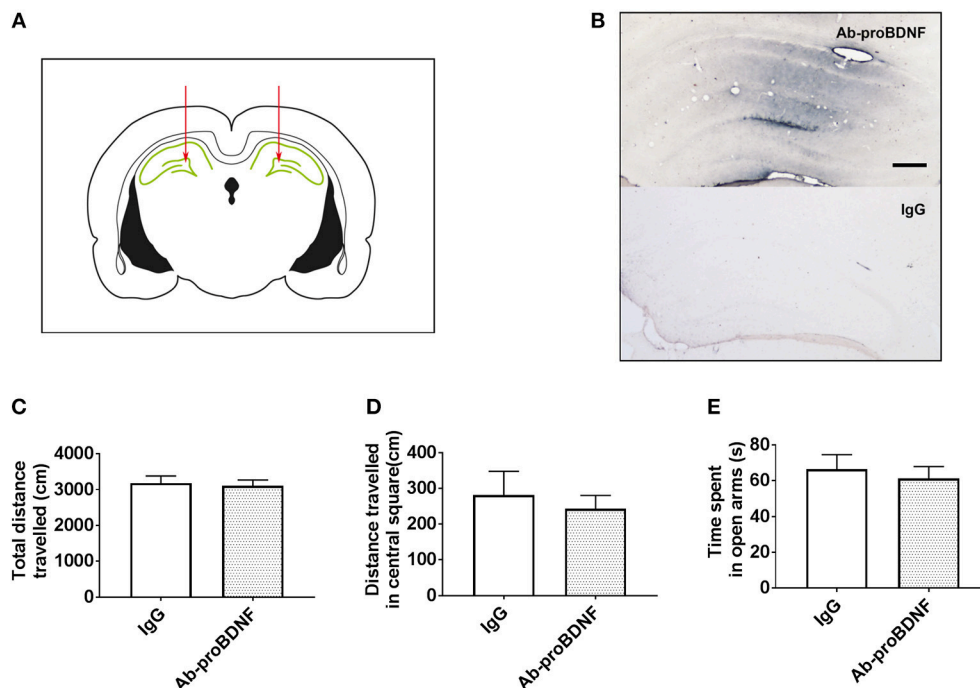 A
B
Ab-proBDNF
IgG
C
Total distance
travelled (cm)
4000
3000
2000
1000
0
IgG
Ab-proBDNF
D
Distance travelled
in central square(cm)
400
300
200
100
0
IgG
Ab-proBDNF
E
Time spent
in open arms (s)
80
60
40
20
0
IgG
Ab-proBDNF